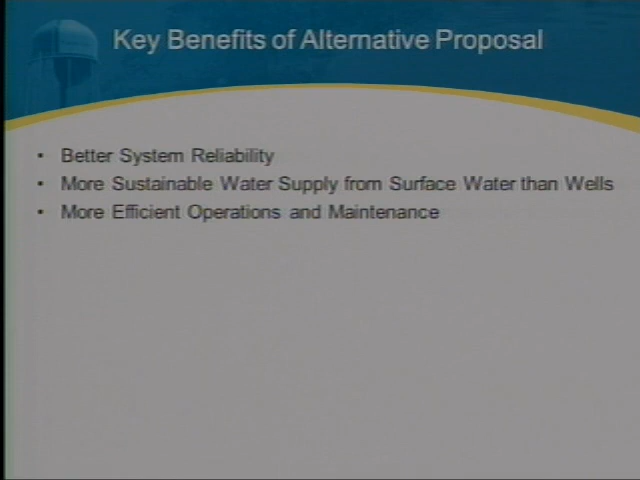 Key Benefits of Alternative Proposal
• Better System Reliability
• More Sustainable Water Supply from Surface Water than Wells
• More Efficient Operations and Maintenance